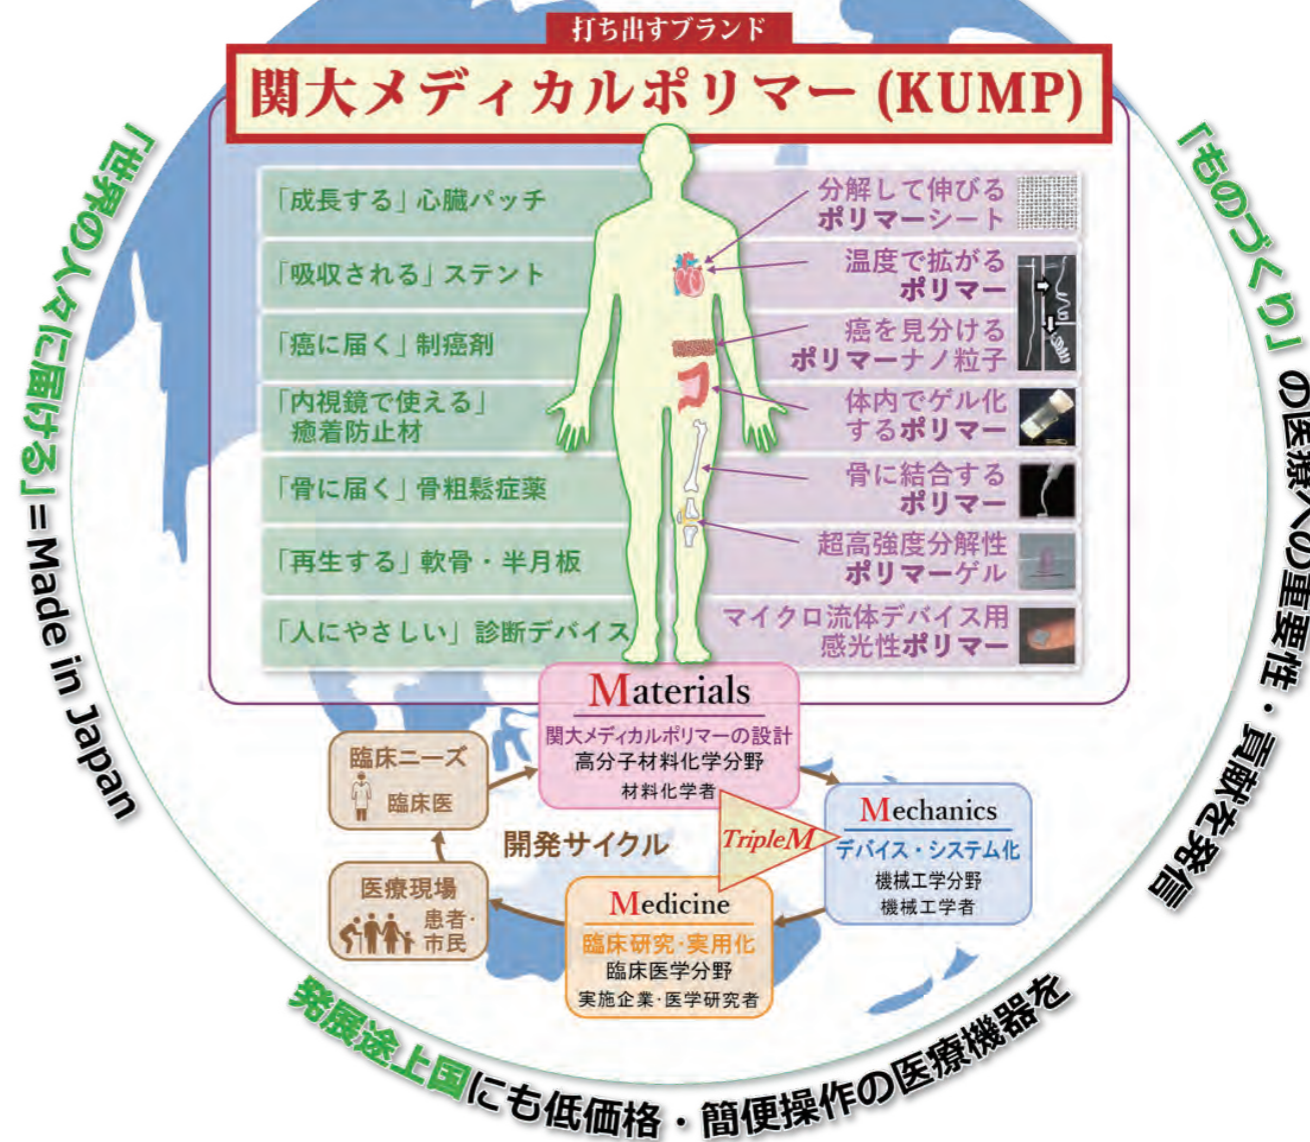 打ち出すブランド
関大メディカルポリマー (KUMP)
「成長する」心臓パッチ
分解して伸びる
ポリマーシート
「吸収される」ステント
温度で拡がる
ポリマー
「癌に届く」制癌剤
癌を見分ける
ポリマーナノ粒子
「内視鏡で使える」
癒着防止材
体内でゲル化
するポリマー
「骨に届く」骨粗鬆症薬
骨に結合する
ポリマー
「再生する」軟骨・半月板
超高強度分解性
ポリマーゲル
「人にやさしい」診断デバイス
マイクロ流体デバイス用
感光性ポリマー
Materials
関大メディカルポリマーの設計
高分子材料化学分野
材料化学者
臨床ニーズ
臨床医
開発サイクル
TripleM
Mechanics
デバイス・システム化
機械工学分野
機械工学者
医療現場
患者・
市民
Medicine
臨床研究・実用化
臨床医学分野
実施企業・医学研究者
「ものづくり」の医療への重要性・貢献を発信
発展途上国にも低価格・簡便操作の医療機器を
「世界の人々に届ける」=Made in Japan